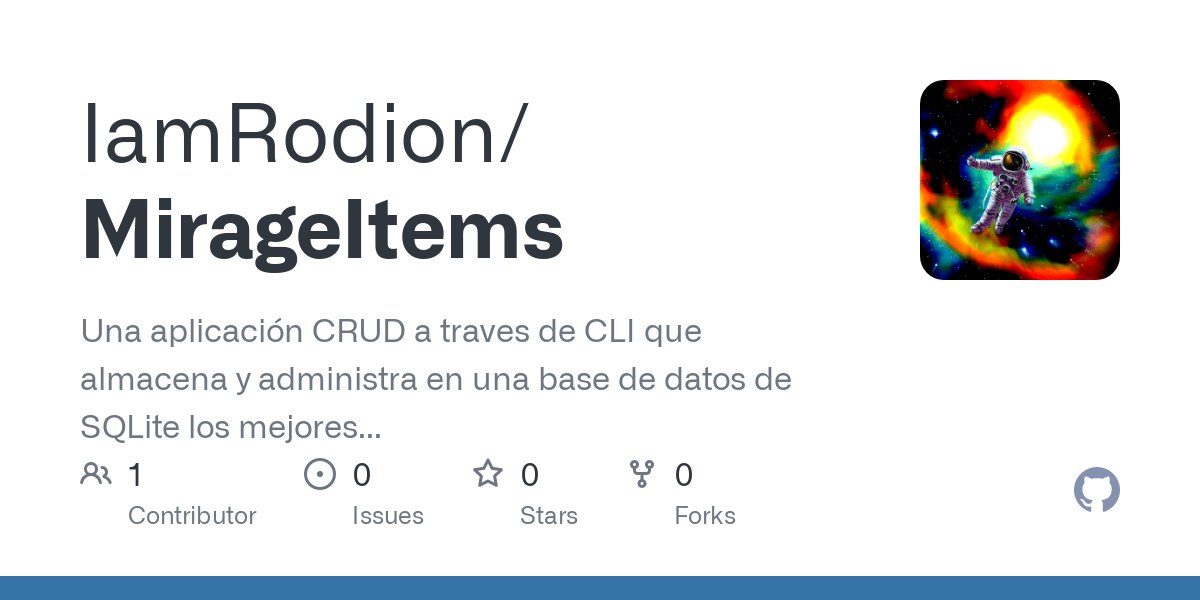 IamRodion/
MirageItems
Una aplicación CRUD a traves de CLI que
almacena y administra en una base de datos de
SQLite los mejores...
1 0 0 0
Contributor Issues Stars Forks